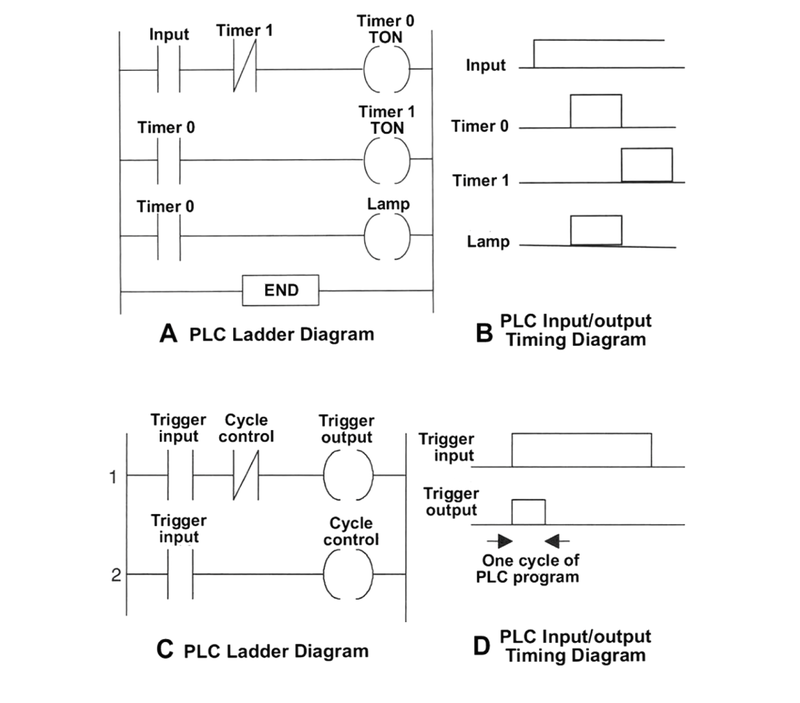 Input
Timer 1
Timer 0
TON
Timer 0
Timer 1
TON
Timer 0
Lamp
END
A PLC Ladder Diagram
Input
Timer 0
Timer 1
Lamp
B PLC Input/output
Timing Diagram
Trigger
input
Cycle
control
Trigger
output
1
Trigger
input
Cycle
control
2
C PLC Ladder Diagram
Trigger
input
Trigger
output
One cycle of
PLC program
D PLC Input/output
Timing Diagram